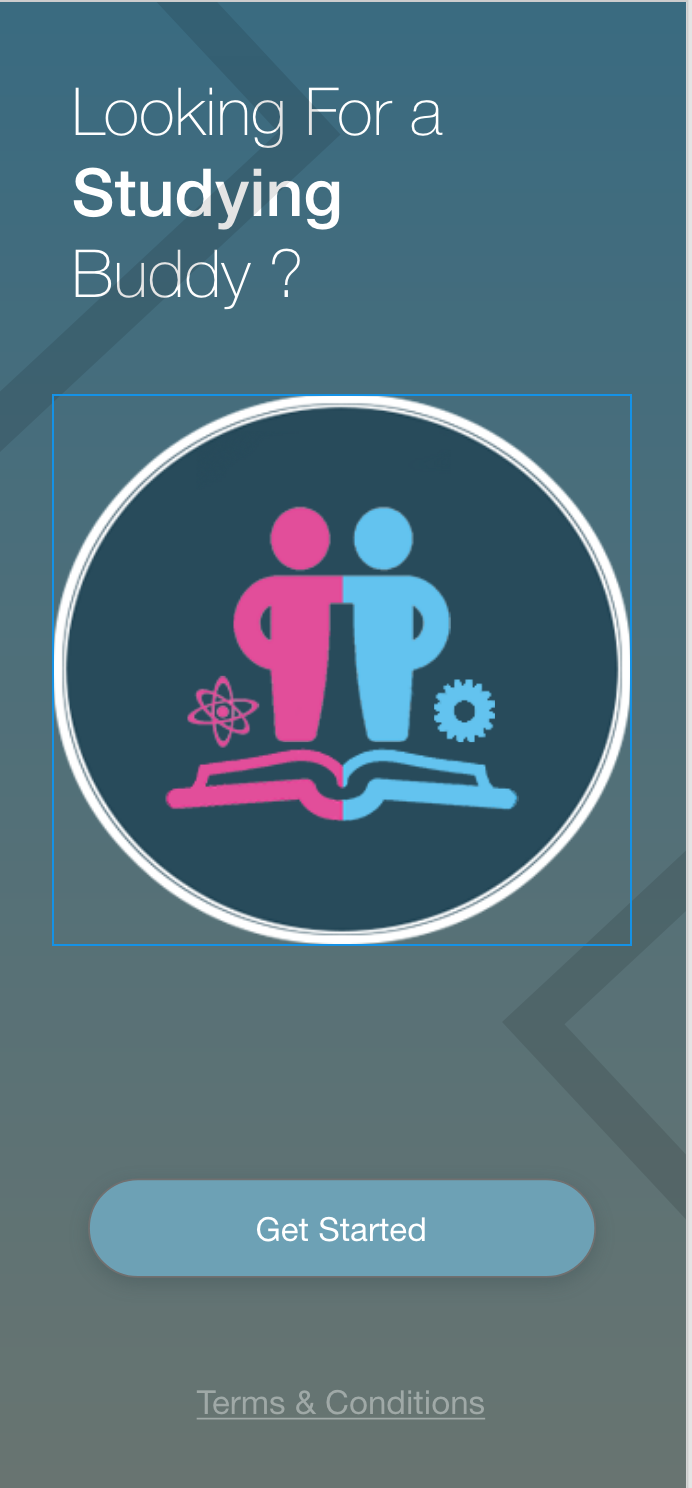 Looking For a
Studying
Buddy ?
Get Started
Terms & Conditions